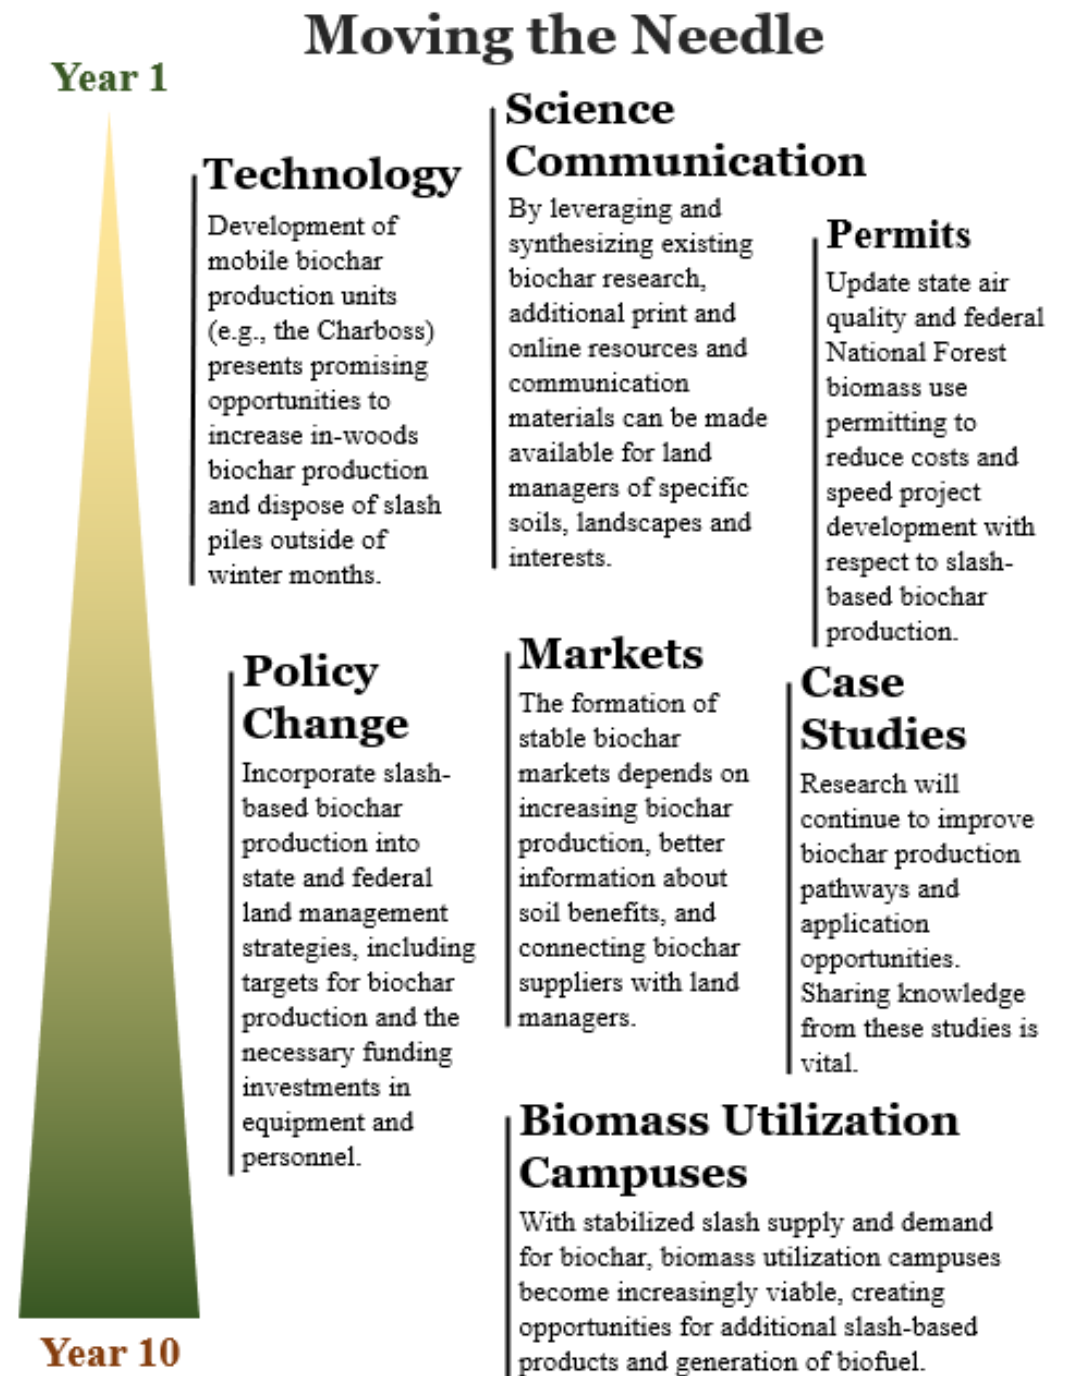 Moving the Needle
Year 1
Technology
Development of
mobile biochar
production units
(e.g., the Charboss)
presents promising
opportunities to
increase in-woods
biochar production
and dispose of slash
piles outside of
winter months.
Science
Communication
By leveraging and
synthesizing existing
biochar research,
additional print and
online resources and
communication
materials can be made
available for land
managers of specific
soils, landscapes and
interests.
Permits
Update state air
quality and federal
National Forest
biomass use
permitting to
reduce costs and
speed project
development with
respect to slash-
based biochar
production.
Policy
Change
Incorporate slash-
based biochar
production into
state and federal
land management
strategies, including
targets for biochar
production and the
necessary funding
investments in
equipment and
personnel.
Markets
The formation of
stable biochar
markets depends on
increasing biochar
production, better
information about
soil benefits, and
connecting biochar
suppliers with land
managers.
Case
Studies
Research will
continue to improve
biochar production
pathways and
application
opportunities.
Sharing knowledge
from these studies is
vital.
Biomass Utilization
Campuses
With stabilized slash supply and demand
for biochar, biomass utilization campuses
become increasingly viable, creating
opportunities for additional slash-based
products and generation of biofuel.
Year 10